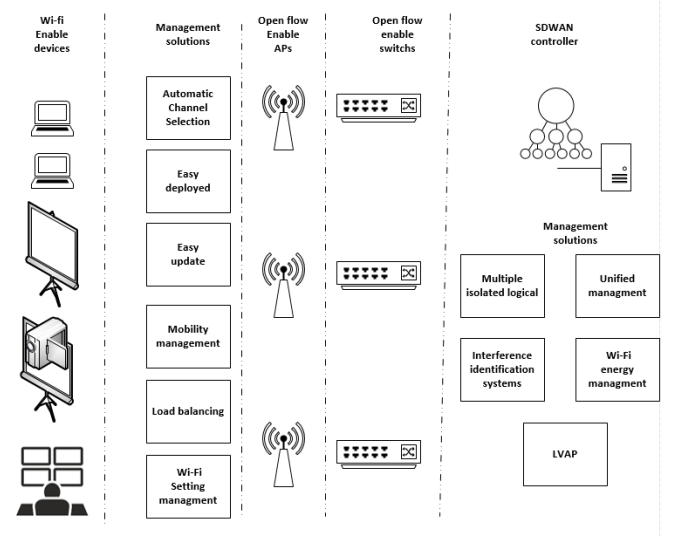 Wi-fi
Enable
devices
Management
solutions
Open flow
Enable
APs
Open flow
enable
switchs
SDWAN
controller
Automatic
Channel
Selection
Easy
deployed
Easy
update
Mobility
management
Load balancing
Wi-Fi
Setting
managment
Management
solutions
Multiple
isolated logical
Unified
managment
Interference
identification
systems
Wi-Fi
energy
managment
LVAP